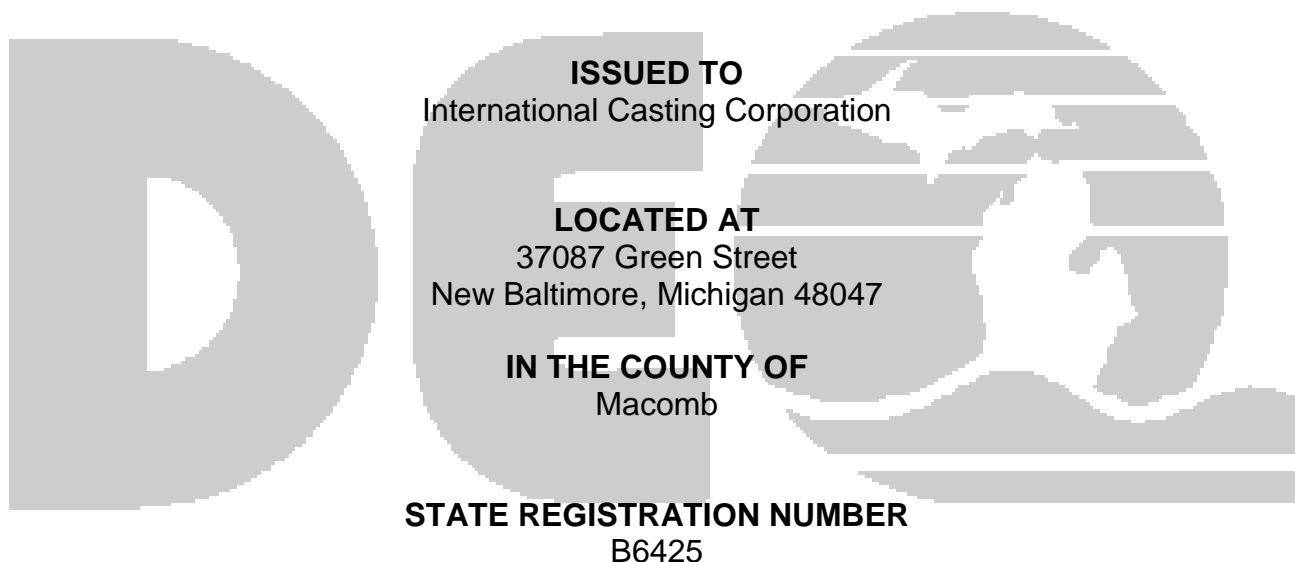 DEQ
ISSUED TO
International Casting Corporation
LOCATED AT
37087 Green Street
New Baltimore, Michigan 48047
IN THE COUNTY OF
Macomb
STATE REGISTRATION NUMBER
B6425